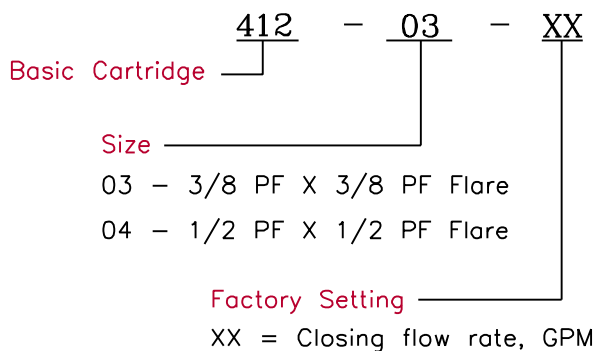 412 - 03 - XX
Basic Cartridge
Size
03 - 3/8 PF X 3/8 PF Flare
04 - 1/2 PF X 1/2 PF Flare
Factory Setting
XX = Closing flow rate, GPM